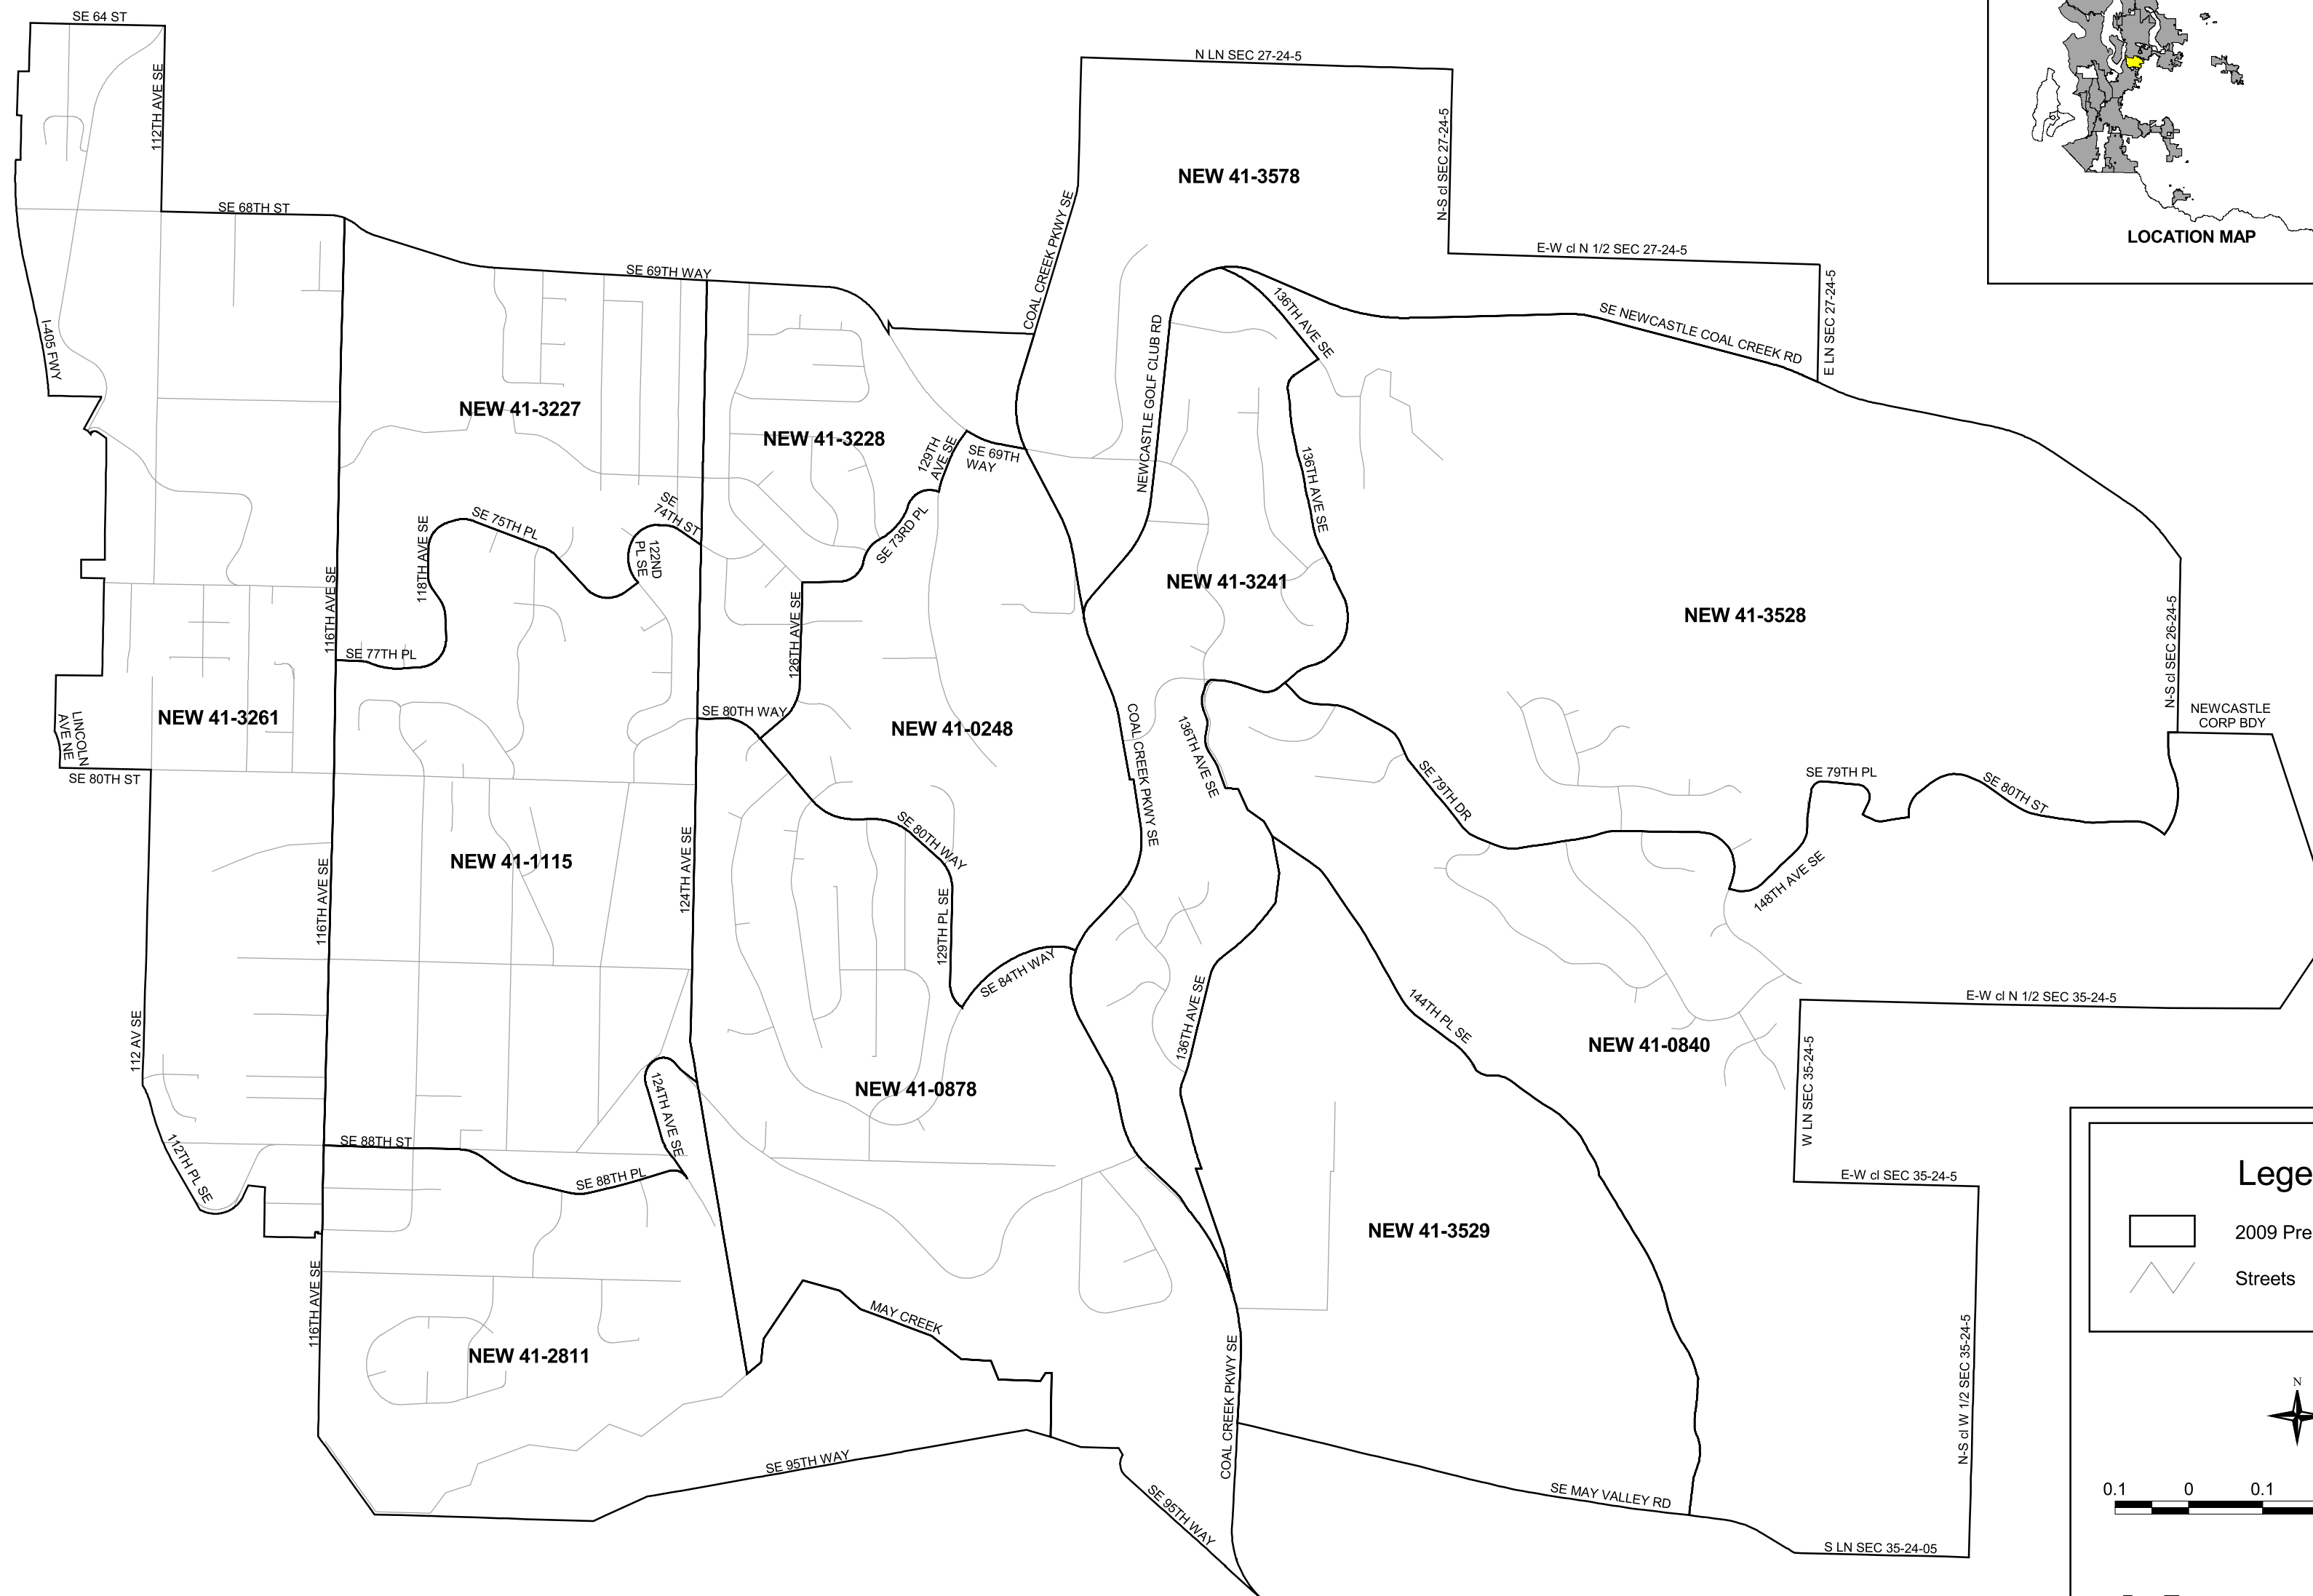 SE 64 ST
112TH AVE SE
N LN SEC 27-24-5
LOCATION MAP
NEW 41-3578
N-S cl SEC 27-24-5
SE 68TH ST
COAL CREEK PKWY SE
E-W cl N 1/2 SEC 27-24-5
SE 69TH WAY
136TH AVE SE
SE NEWCASTLE COAL CREEK RD
E LN SEC 27-24-5
I-405 FWY
NEWCASTLE GOLF CLUB RD
NEW 41-3227
NEW 41-3228
129TH
AVE SE
SE 69TH
WAY
136TH AVE SE
SE
74TH ST
SE 75TH PL
118TH AVE SE
122ND
PL SE
SE 73RD PL
116TH AVE SE
NEW 41-3241
NEW 41-3528
126TH AVE SE
N-S cl SEC 26-24-5
SE 77TH PL
NEW 41-3261
LINCOLN
AVE NE
SE 80TH WAY
NEW 41-0248
COAL CREEK PKWY SE
136TH AVE SE
NEWCASTLE
CORP BDY
SE 80TH ST
SE 79TH DR
SE 79TH PL
SE 80TH ST
NEW 41-1115
124TH AVE SE
SE 80TH WAY
148TH AVE SE
116TH AVE SE
129TH PL SE
SE 84TH WAY
136TH AVE SE
144TH PL SE
E-W cl N 1/2 SEC 35-24-5
112 AV SE
NEW 41-0840
W LN SEC 35-24-5
124TH AVE SE
NEW 41-0878
SE 88TH ST
112TH PL SE
SE 88TH PL
E-W cl SEC 35-24-5
Lege
NEW 41-3529
2009 Pre
Streets
116TH AVE SE
MAY CREEK
NEW 41-2811
COAL CREEK PKWY SE
N-S cl W 1/2 SEC 35-24-5
N
SE 95TH WAY
SE 95TH WAY
SE MAY VALLEY RD
0.1 0 0.1
S LN SEC 35-24-05